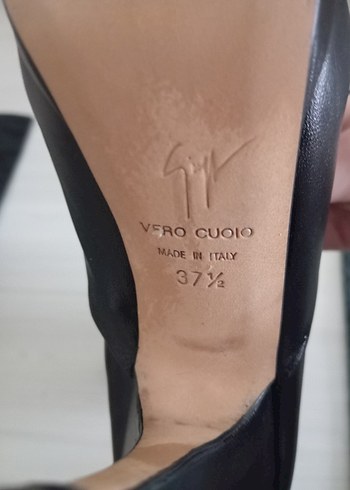 VERO CUOIO
MADE IN ITALY
37½